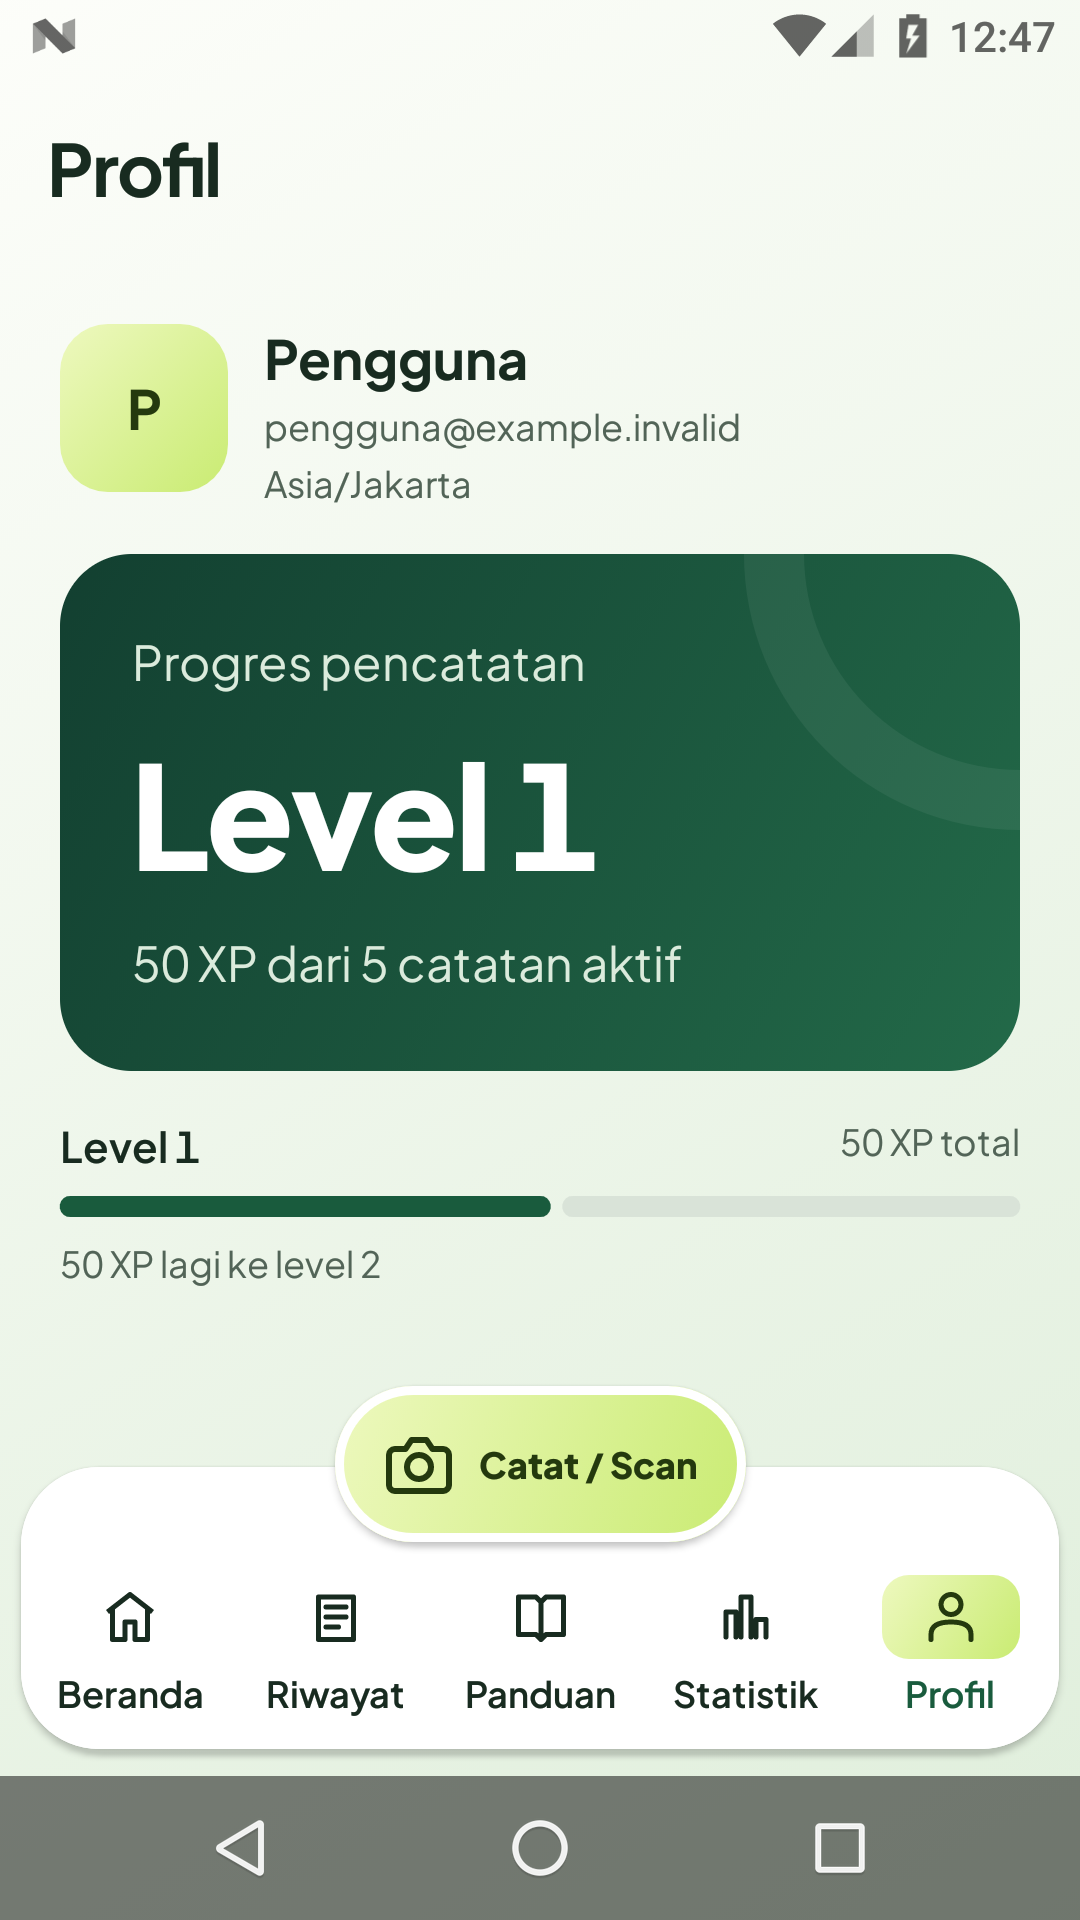 12:47
Profil
P
Pengguna
pengguna@example.invalid
Asia/Jakarta
Progres pencatatan
Level 1
50 XP dari 5 catatan aktif
Level 1
50 XP total
50 XP lagi ke level 2
Catat / Scan
Beranda
Riwayat
Panduan
Statistik
Profil